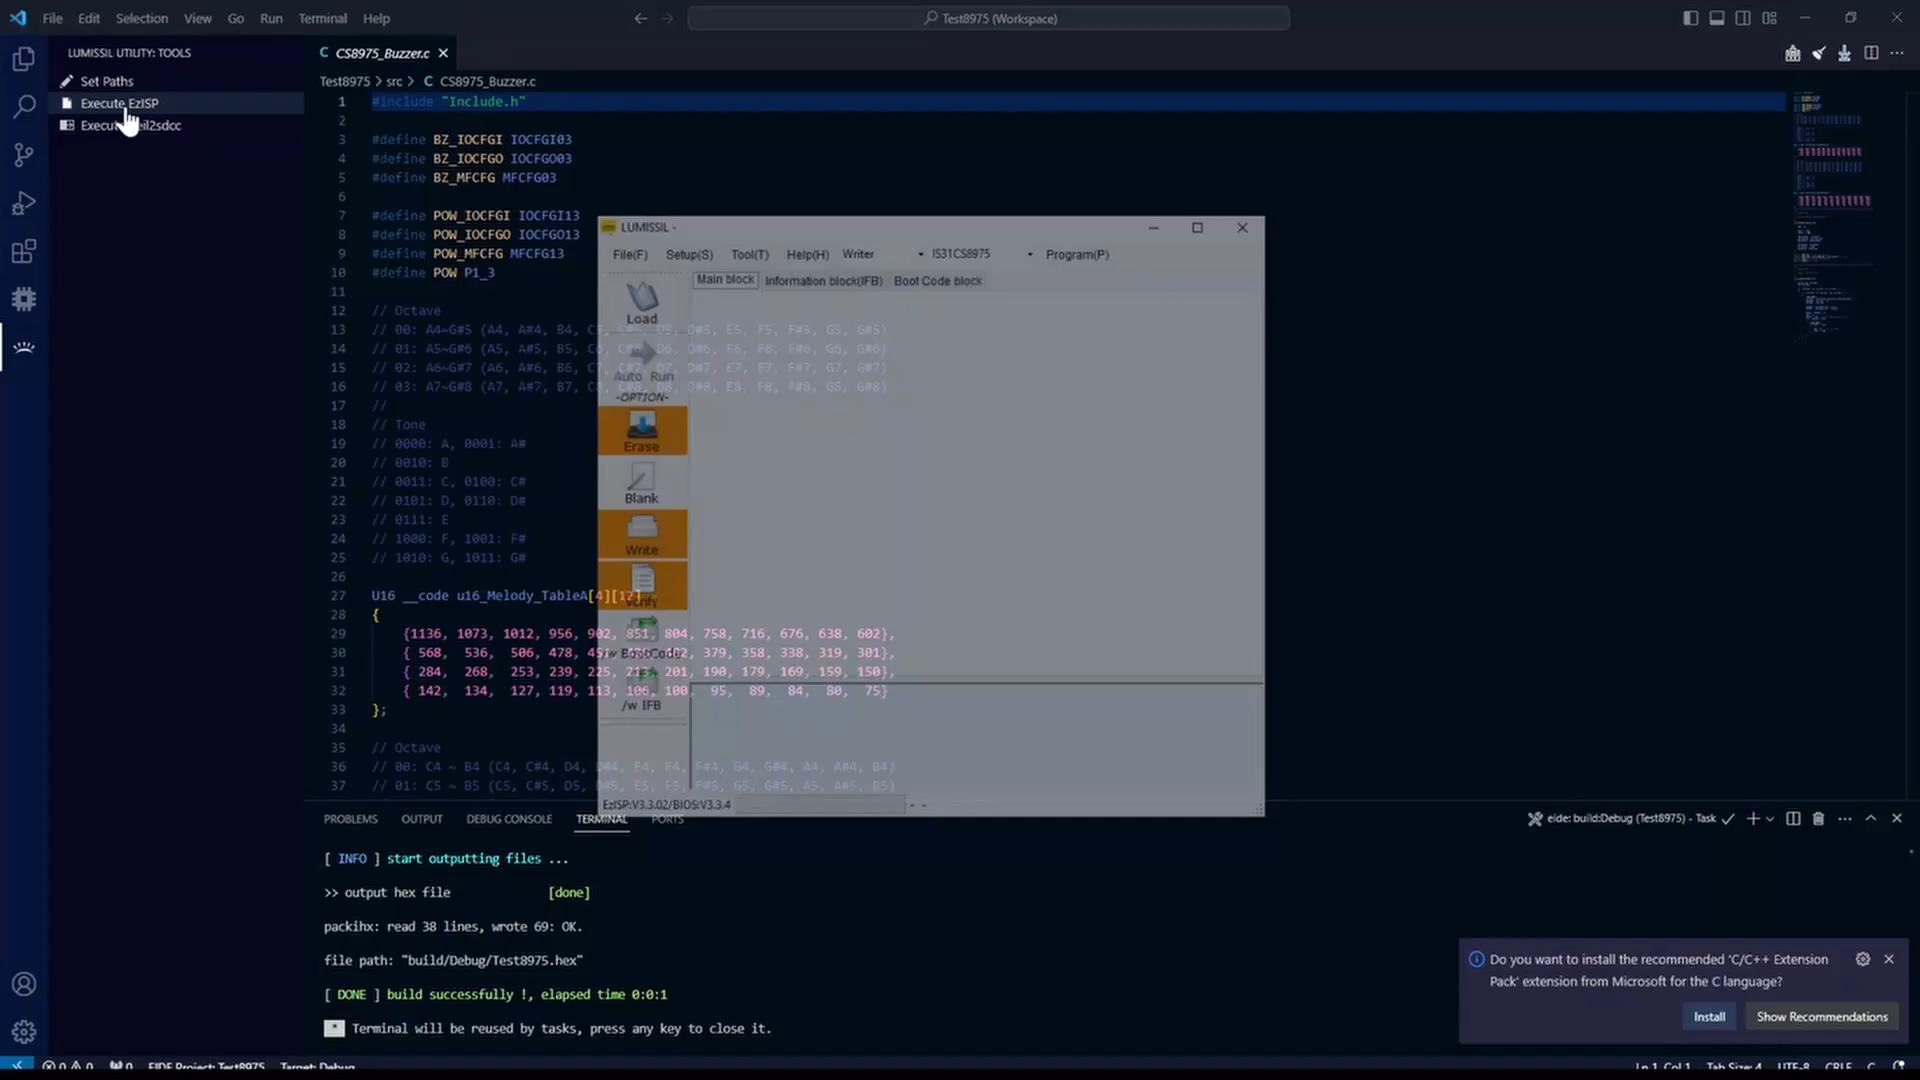 File Edit Selection View Go Run Terminal Help
Test8975 (Workspace)
LUMISSIL UTILITY: TOOLS
Set Paths
Execute EzISP
C CS8975_Buzzer.c
Test8975 > src > C CS8975_Buzzer.c
1 #include "Include.h"
2
3 #define BZ_IOCFGI IOCFGI03
4 #define BZ_IOCFGO IOCFGO03
5 #define BZ_MFCFG MFCFG03
6
7 #define POW_IOCFGI IOCFGI13
8 #define POW_IOCFGO IOCFGO13
9 #define POW_MFCFG MFCFG13
10 #define POW P1_3
11
12 // Octave
13 // 00: A4~G#5 (A4, A#4, B4, C5, C#5, D5, D#5, E5, F5, F#5, G5, G#5)
14 // 01: A5~G#6 (A5, A#5, B5, C6, C#6, D6, D#6, E6, F6, F#6, G6, G#6)
15 // 02: A6~G#7 (A6, A#6, B6, C7, C#7, D7, D#7, E7, F7, F#7, G7, G#7)
16 // 03: A7~G#8 (A7, A#7, B7, C8, C#8, D8, D#8, E8, F8, F#8, G8, G#8)
17 //
18 // Tone
19 // 0000: A, 0001: A#
20 // 0010: B
21 // 0011: C, 0100: C#
22 // 0101: D, 0110: D#
23 // 0111: E
24 // 1000: F, 1001: F#
25 // 1010: G, 1011: G#
26
27 U16 __code u16_Melody_TableA[4][12]
28 {
29 {1136, 1073, 1012, 956, 902, 851, 804, 758, 716, 676, 638, 602},
30 { 568, 536, 506, 478, 379, 358, 338, 319, 301},
31 { 284, 268, 253, 239, 225, 213, 201, 190, 179, 169, 159, 150},
32 { 142, 134, 127, 119, 113, 106, 100, 95, 89, 84, 80, 75}
33 };
34
35 // Octave
36 // 00: C4 ~ B4 (C4, C#4, D4, D#4, E4, F4, F#4, G4, G#4, A4, A#4, B4)
37 // 01: C5 ~ B5 (C5, C#5, D5, D#5, E5, F5, F#5, G5, G#5, A5, A#5, B5)
LUMISSIL -
File(F) Setup(S) Tool(T) Help(H) Writer IS31CS8975 Program(P)
Main block Information block(IFB) Boot Code block
Load
Auto Run
-OPTION-
Erase
Blank
Write
Verify
/w BootCode
/w IFB
EzISP:V3.3.02/BIOS:V3.3.4 - -
PROBLEMS OUTPUT DEBUG CONSOLE TERMINAL PORTS
eide: build:Debug (Test8975) - Task
[ INFO ] start outputting files ...
>> output hex file [done]
packihx: read 38 lines, wrote 69: OK.
file path: "build/Debug/Test8975.hex"
[ DONE ] build successfully !, elapsed time 0:0:1
* Terminal will be reused by tasks, press any key to close it.
Do you want to install the recommended 'C/C++ Extension
Pack' extension from Microsoft for the C language?
Install Show Recommendations
0 0 0 EIDE Project: Test8975 Target: Debug Ln 1, Col 1 Tab Size: 4 UTF-8 CRLF C